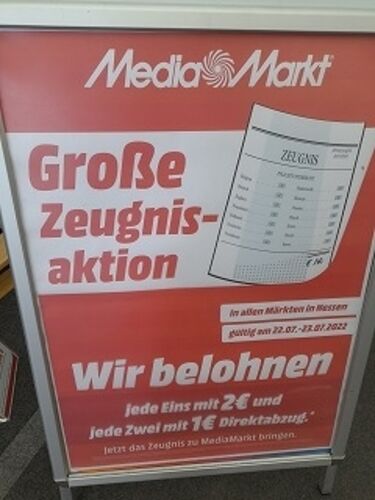 MediaMarkt
Große
Zeugnis-
aktion
ZEUGNIS
€ 14
In allen Märkten in Hessen
gültig am 22.07.-23.07.2022
Wir belohnen
jede Eins mit 2€ und
jede Zwei mit 1€ Direktabzug.*
Jetzt das Zeugnis zu MediaMarkt bringen.